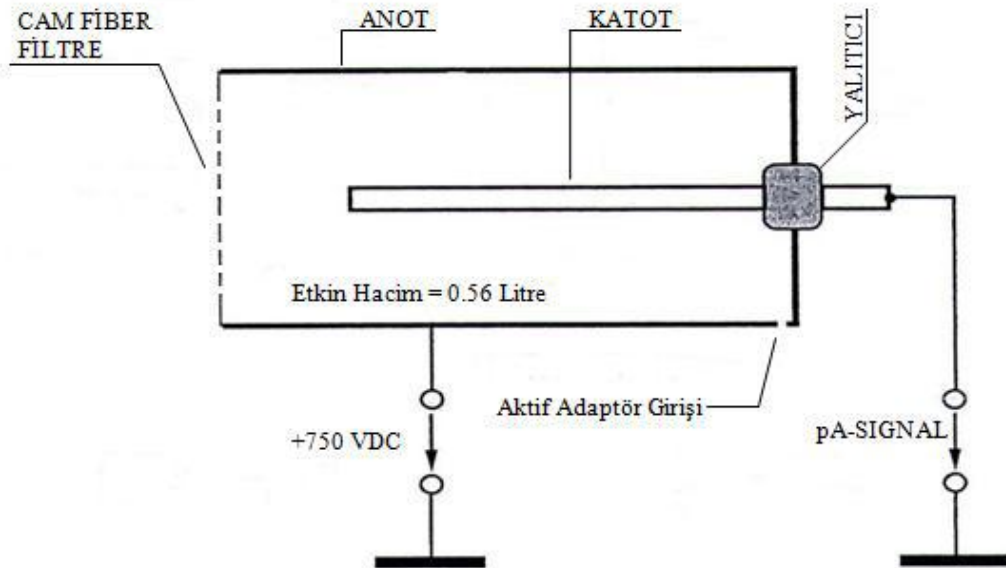 CAM FİBER
FİLTRE
ANOT
KATOT
YALITICI
Etkin Hacim = 0.56 Litre
Aktif Adaptör Girişi
+750 VDC
pA-SIGNAL